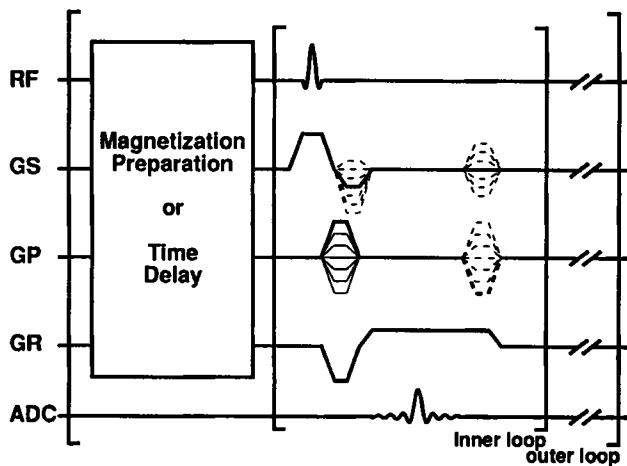 RF
GS
GP
GR
ADC
Magnetization
Preparation
or
Time
Delay
Inner loop
outer loop